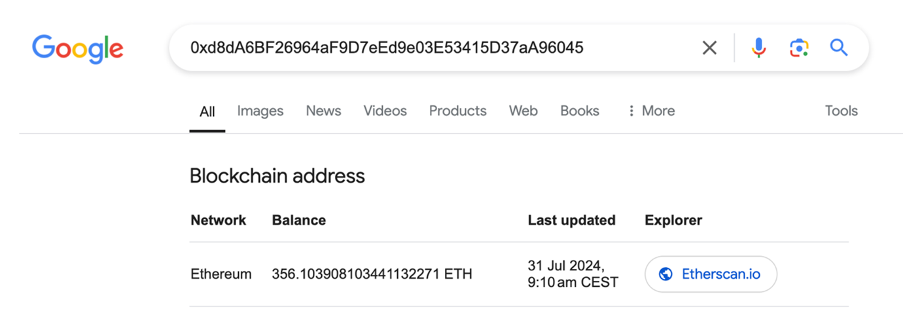 Google
0xd8dA6BF26964aF9D7eEd9e03E53415D37aA96045
All Images News Videos Products Web Books More Tools
Blockchain address
Network Balance Last updated Explorer
Ethereum 356.103908103441132271 ETH 31 Jul 2024, 9:10 am CEST Etherscan.io